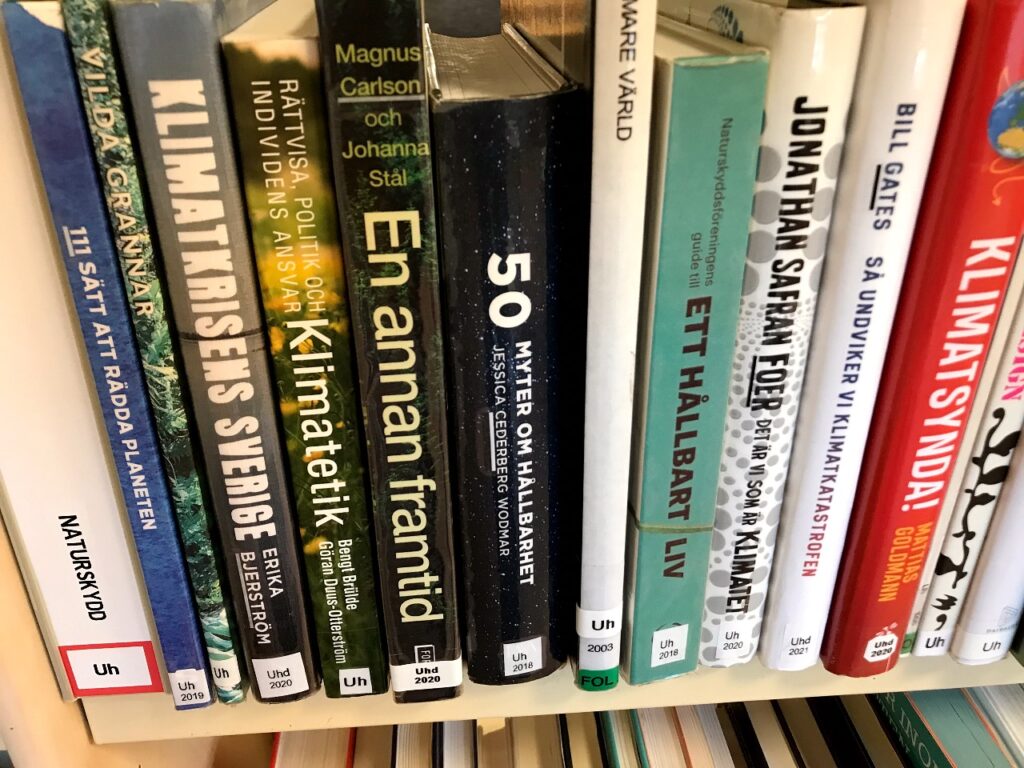 NATURSKYDD
Uh
111 SÄTT ATT RÄDDA PLANETEN
Uh
2019
VILDA GRANNAR
Uh
KLIMATKRISENS SVERIGE
ERIKA
BJERSTRÖM
Uhd
2020
RÄTTVISA, POLITIK OCH
INDIVIDENS ANSVAR
Klimatetik
Bengt Brülde
Göran Duus-Otterström
Uh
Magnus
Carlson
och
Johanna
Stål
En annan framtid
Uhd
2020
50 MYTER OM HÅLLBARHET
JESSICA CEDERBERG WODMAR
Uh
2018
MARE VÄRLD
Uh
2003
FOL
Naturskyddsföreningens
guide till
ETT HÅLLBART LIV
Uh
2018
JONATHAN SAFRAN FOER DET ÄR VI SOM ÄR KLIMATET
Uh
2020
BILL GATES SÅ UNDVIKER VI KLIMATKATASTROFEN
Uhd
2021
KLIMATSYNDA!
MATTIAS
GOLDMANN
Uhd
2020
Uh
Uh